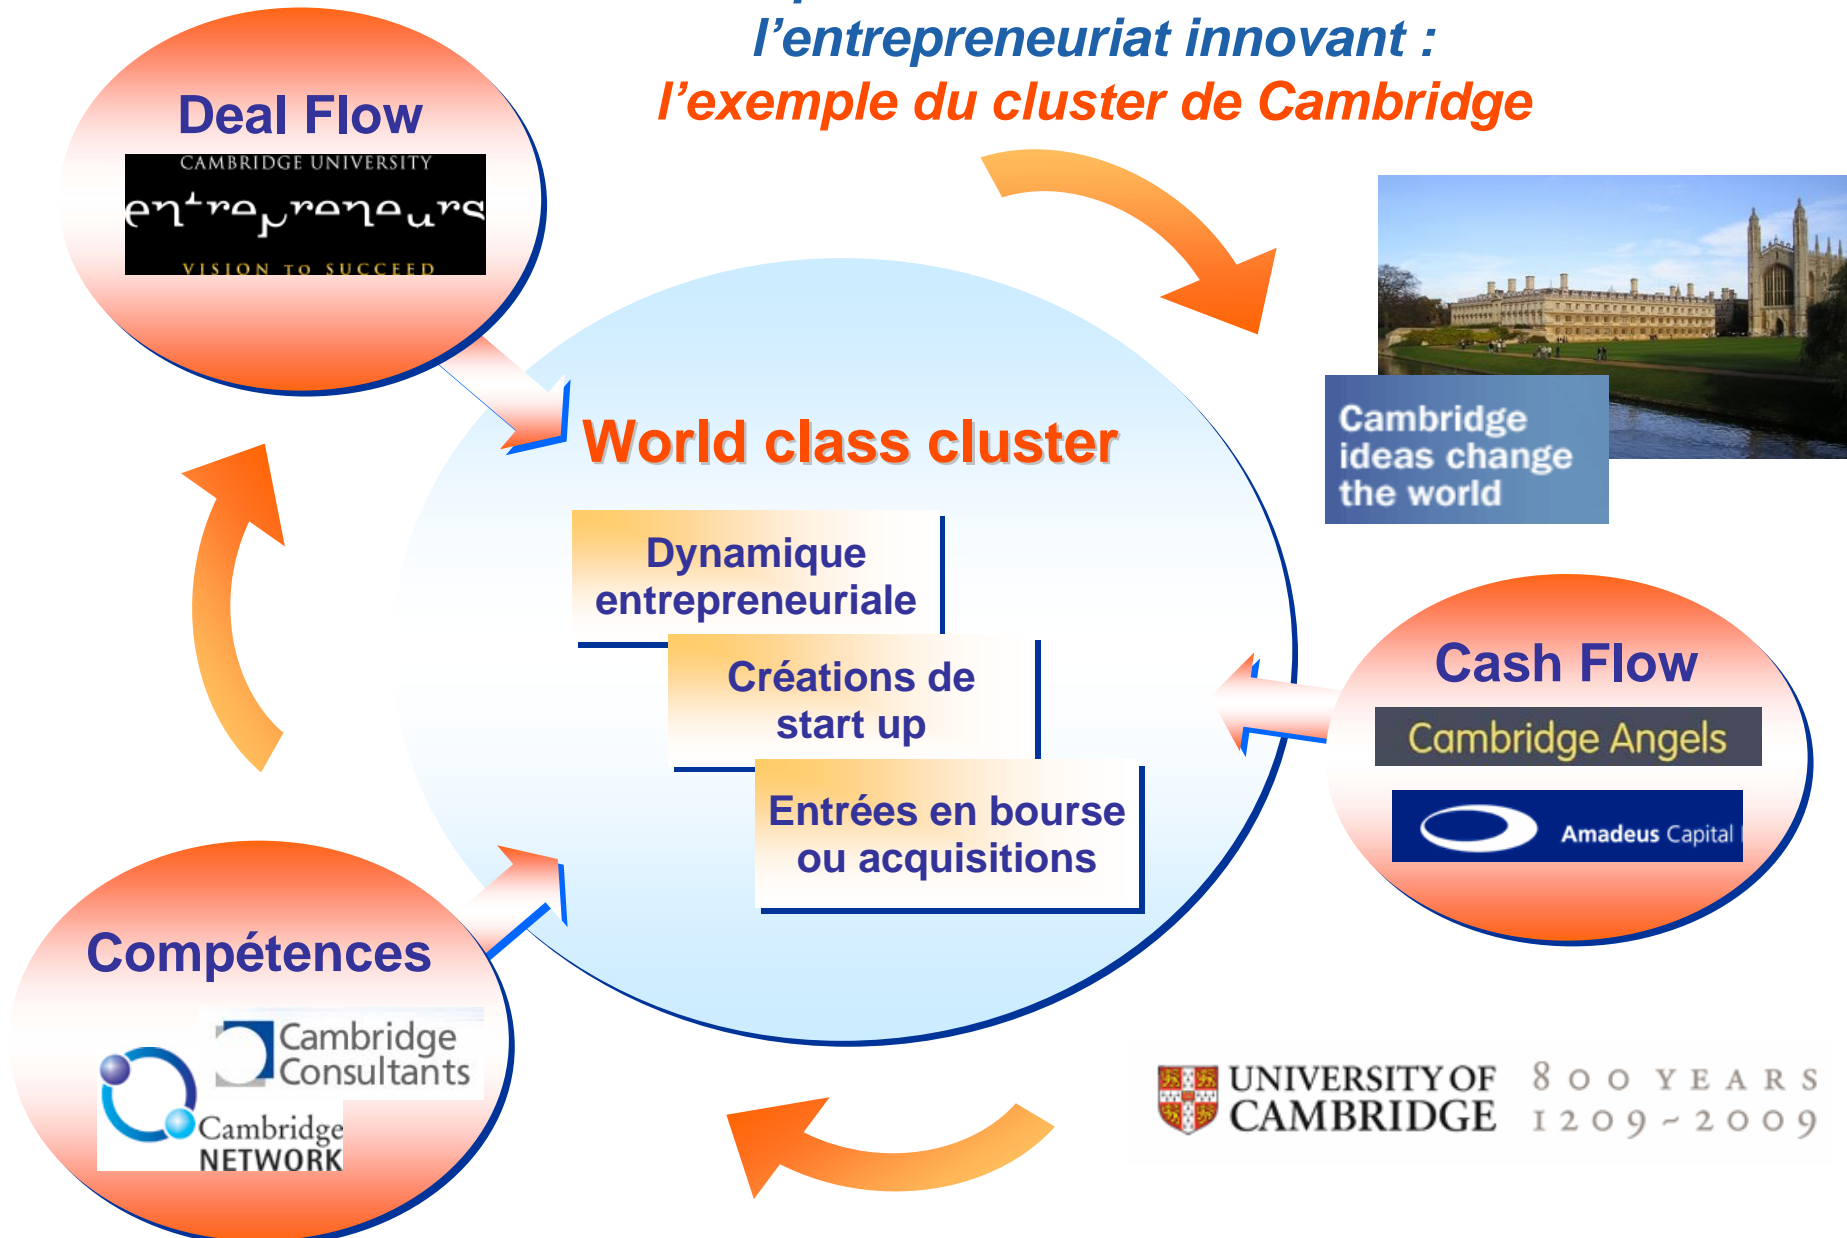 l’entrepreneuriat innovant :
l’exemple du cluster de Cambridge
Deal Flow
CAMBRIDGE UNIVERSITY
entrepreneurs
VISION TO SUCCEED
Cambridge
ideas change
the world
World class cluster
Dynamique
entrepreneuriale
Créations de
start up
Entrées en bourse
ou acquisitions
Cash Flow
Cambridge Angels
Amadeus Capital
Compétences
Cambridge
Consultants
Cambridge
NETWORK
UNIVERSITY OF
CAMBRIDGE
800 YEARS
1209~2009